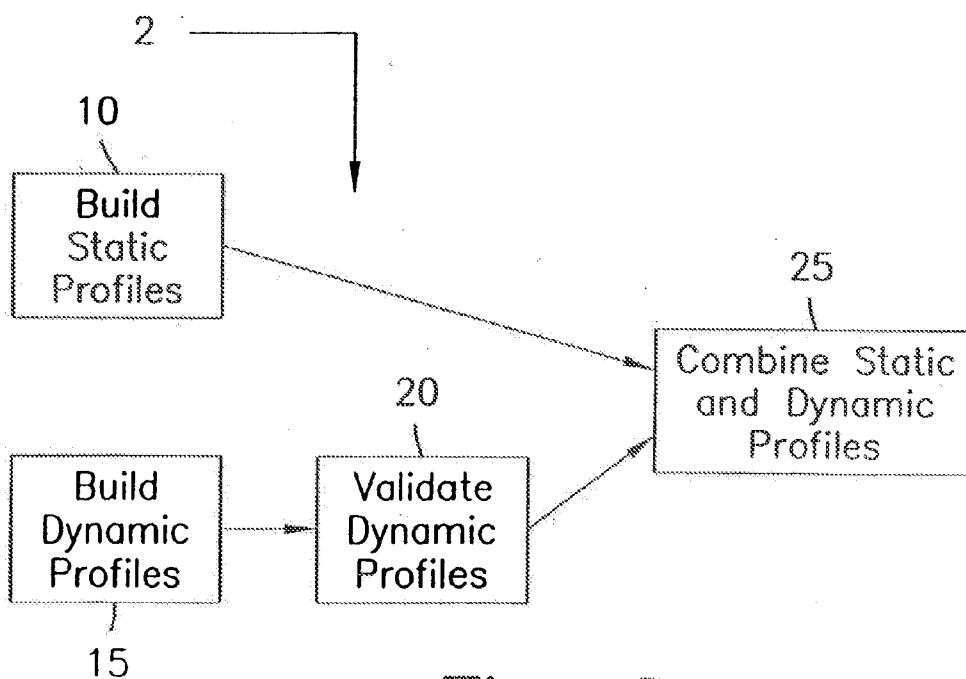 2
10
Build
Static
Profiles
25
Combine Static
and Dynamic
Profiles
20
Build
Dynamic
Profiles
Validate
Dynamic
Profiles
15